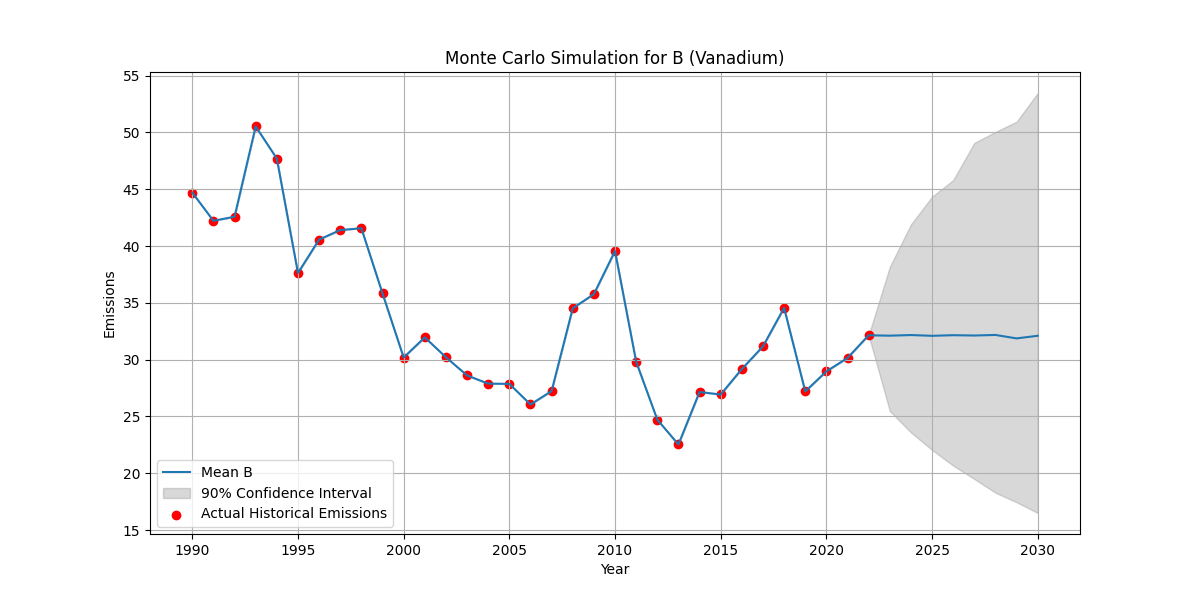 Monte Carlo Simulation for B (Vanadium)
Emissions
55
50
45
40
35
30
25
20
15
Mean B
90% Confidence Interval
Actual Historical Emissions
1990 1995 2000 2005 2010 2015 2020 2025 2030
Year